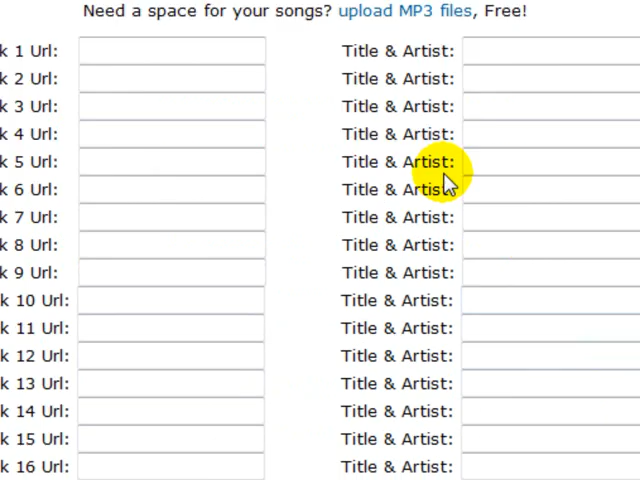 Need a space for your songs? upload MP3 files, Free!
k 1 Url: Title & Artist:
k 2 Url: Title & Artist:
k 3 Url: Title & Artist:
k 4 Url: Title & Artist:
k 5 Url: Title & Artist:
k 6 Url: Title & Artist:
k 7 Url: Title & Artist:
k 8 Url: Title & Artist:
k 9 Url: Title & Artist:
k 10 Url: Title & Artist:
k 11 Url: Title & Artist:
k 12 Url: Title & Artist:
k 13 Url: Title & Artist:
k 14 Url: Title & Artist:
k 15 Url: Title & Artist:
k 16 Url: Title & Artist: